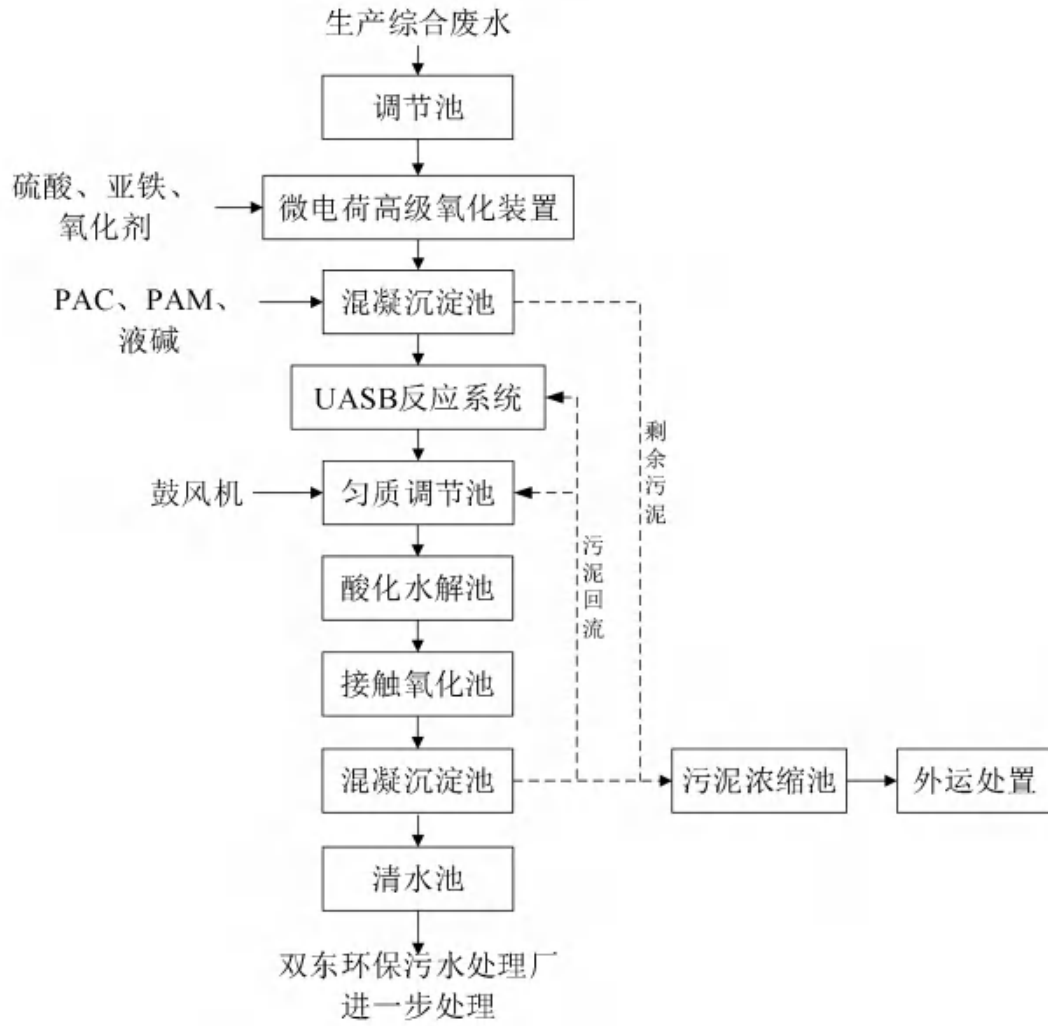 生产综合废水
调节池
硫酸、亚铁、
氧化剂
微电荷高级氧化装置
PAC、PAM、
液碱
混凝沉淀池
UASB反应系统
剩余污泥
鼓风机
匀质调节池
污泥回流
酸化水解池
接触氧化池
混凝沉淀池
污泥浓缩池
外运处置
清水池
双东环保污水处理厂
进一步处理